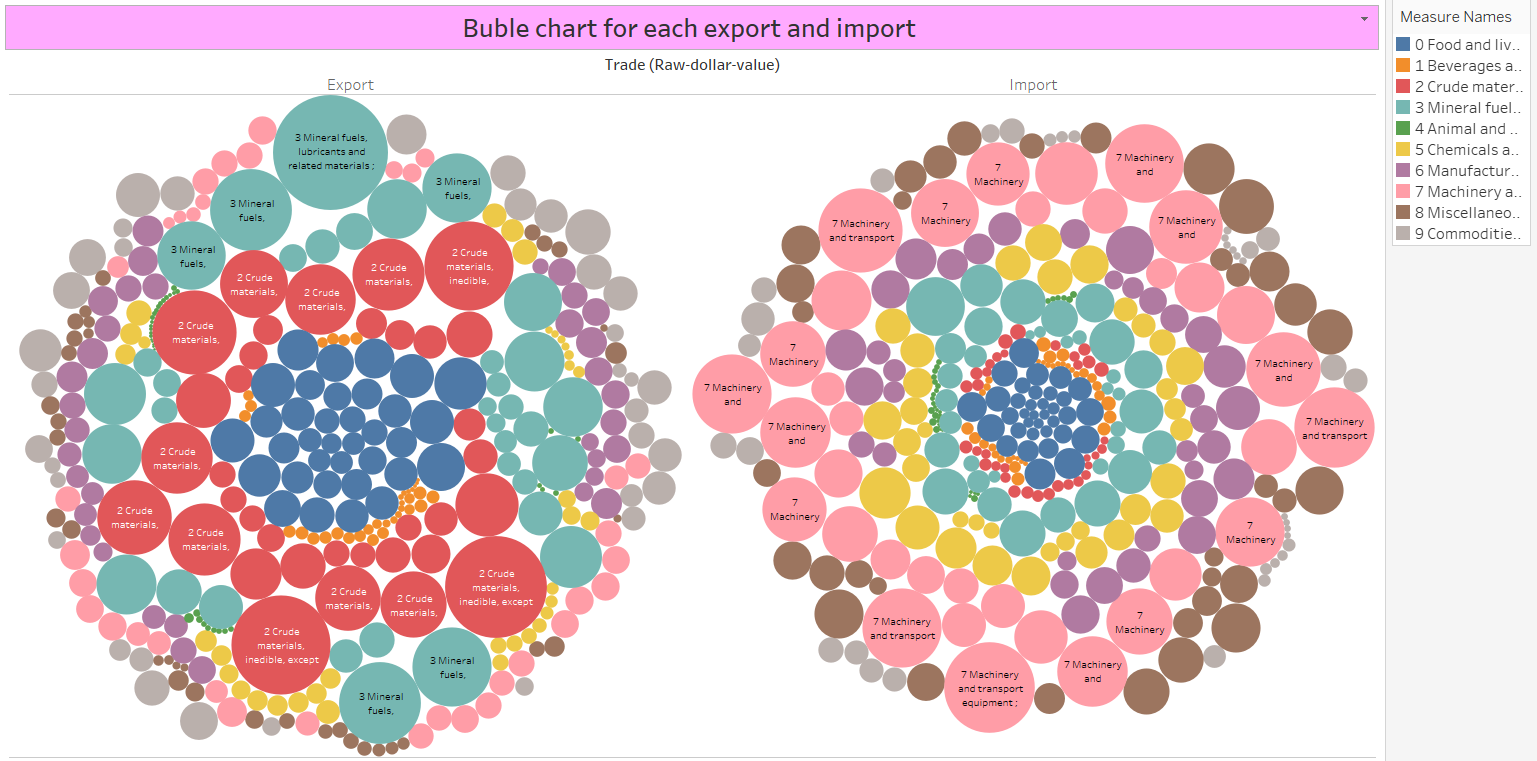 Buble chart for each export and import
Trade (Raw-dollar-value)
Export
Import
3 Mineral fuels,
lubricants and
related materials ;
3 Mineral
fuels,
3 Mineral
fuels,
3 Mineral
fuels,
2 Crude
materials,
2 Crude
materials,
2 Crude
materials,
2 Crude
materials,
inedible,
2 Crude
materials,
2 Crude
materials,
2 Crude
materials,
2 Crude
materials,
2 Crude
materials,
2 Crude
materials,
2 Crude
materials,
inedible, except
2 Crude
materials,
inedible, except
3 Mineral
fuels,
3 Mineral
fuels,
7
Machinery
7 Machinery
and
7 Machinery
and transport
7
Machinery
7 Machinery
and
7
Machinery
7 Machinery
and
7 Machinery
and
7 Machinery
and
7 Machinery
and transport
7
Machinery
7
Machinery
7 Machinery
and transport
7
Machinery
7 Machinery
and
7 Machinery
and transport
equipment ;
Measure Names
0 Food and liv..
1 Beverages a..
2 Crude mater..
3 Mineral fuel..
4 Animal and ..
5 Chemicals a..
6 Manufactur..
7 Machinery a..
8 Miscellaneo..
9 Commoditie..